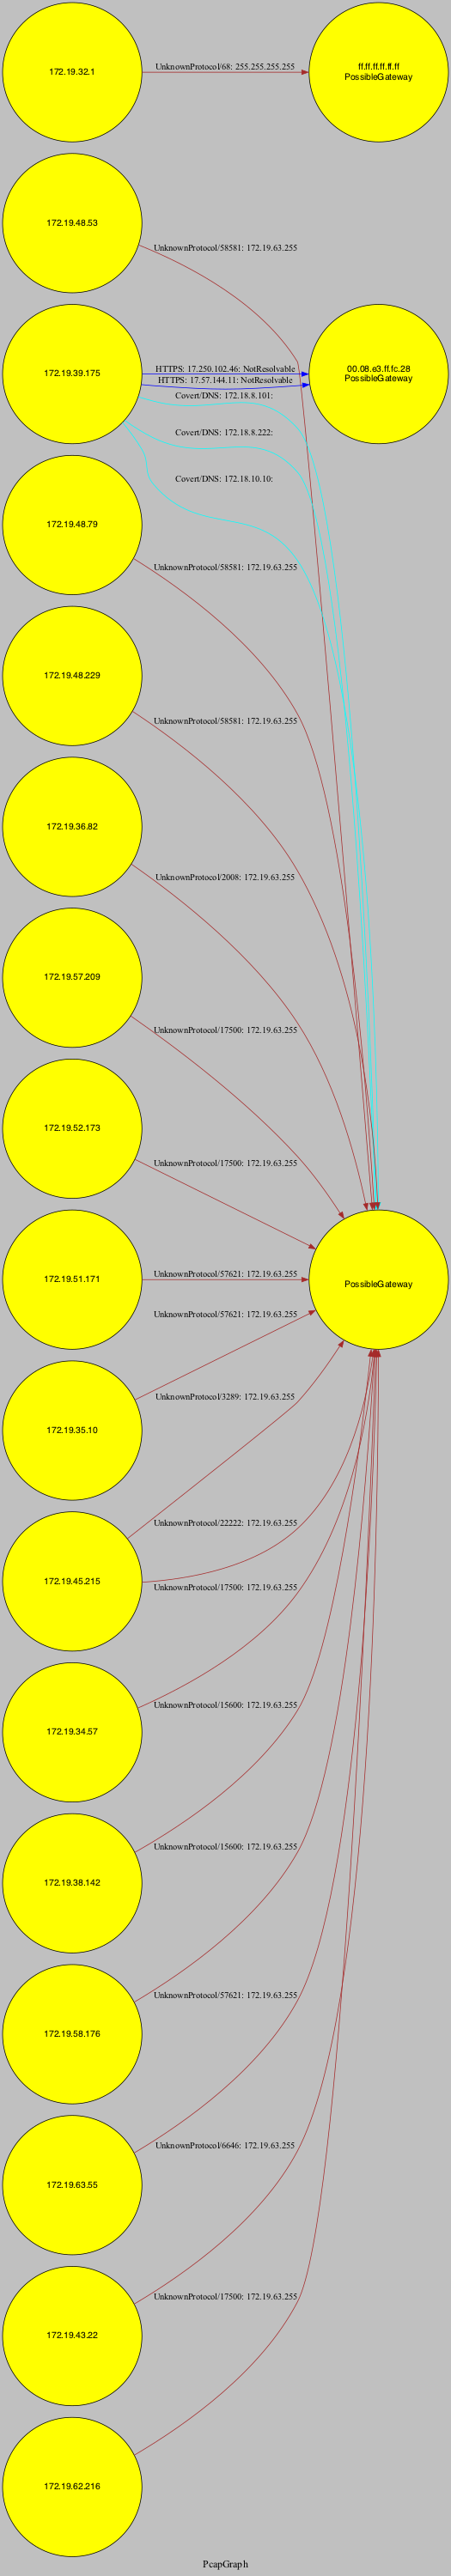 172.19.32.1
UnknownProtocol/68: 255.255.255.255
ff.ff.ff.ff.ff.ff
PossibleGateway
172.19.48.53
UnknownProtocol/58581: 172.19.63.255
172.19.39.175
HTTPS: 17.250.102.46: NotResolvable
HTTPS: 17.57.144.11: NotResolvable
00.08.e3.ff.fc.28
PossibleGateway
Covert/DNS: 172.18.8.101:
Covert/DNS: 172.18.8.222:
Covert/DNS: 172.18.10.10:
172.19.48.79
UnknownProtocol/58581: 172.19.63.255
172.19.48.229
UnknownProtocol/58581: 172.19.63.255
172.19.36.82
UnknownProtocol/2008: 172.19.63.255
172.19.57.209
UnknownProtocol/17500: 172.19.63.255
172.19.52.173
UnknownProtocol/17500: 172.19.63.255
172.19.51.171
UnknownProtocol/57621: 172.19.63.255
PossibleGateway
UnknownProtocol/57621: 172.19.63.255
172.19.35.10
UnknownProtocol/3289: 172.19.63.255
UnknownProtocol/22222: 172.19.63.255
172.19.45.215
UnknownProtocol/17500: 172.19.63.255
172.19.34.57
UnknownProtocol/15600: 172.19.63.255
172.19.38.142
UnknownProtocol/15600: 172.19.63.255
172.19.58.176
UnknownProtocol/57621: 172.19.63.255
172.19.63.55
UnknownProtocol/6646: 172.19.63.255
172.19.43.22
UnknownProtocol/17500: 172.19.63.255
172.19.62.216
PcapGraph